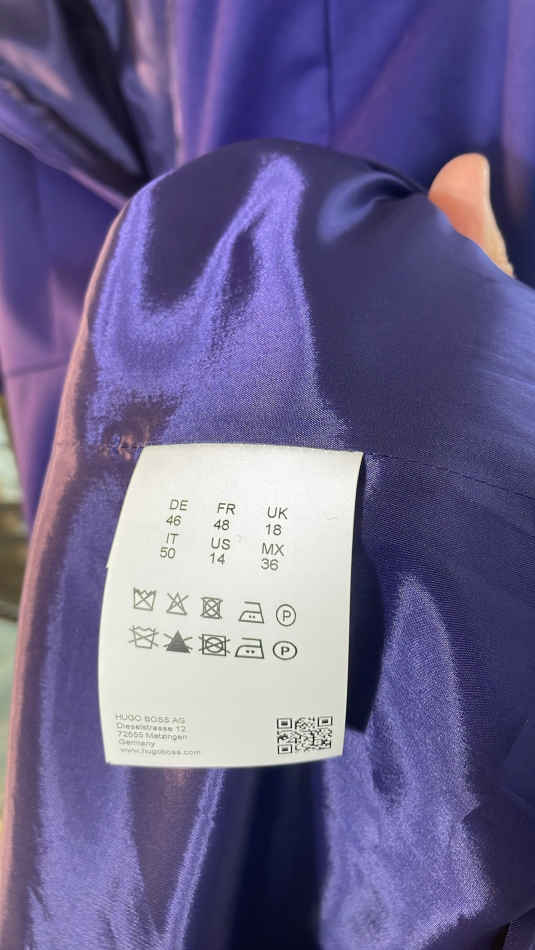 DE FR UK
46 48 18
IT US MX
50 14 36
P
P
HUGO BOSS AG
Dieselstrasse 12
72555 Metzingen
Germany
www.hugoboss.com